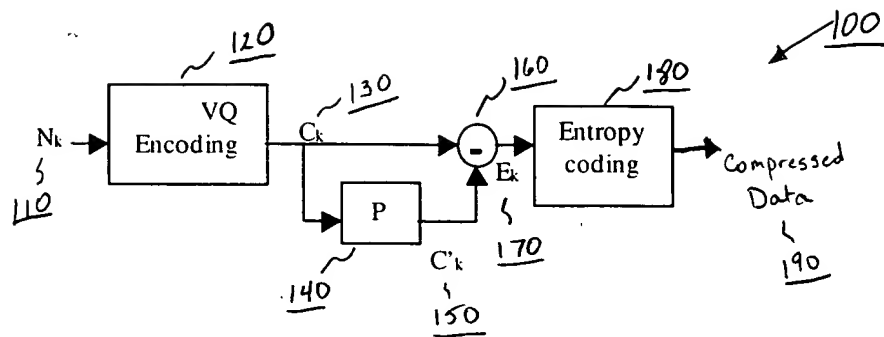 100
120
130
160
180
VQ
Encoding
Nk
Ck
-
Entropy
coding
Ek
110
P
Compressed
Data
C'k
140
150
170
190